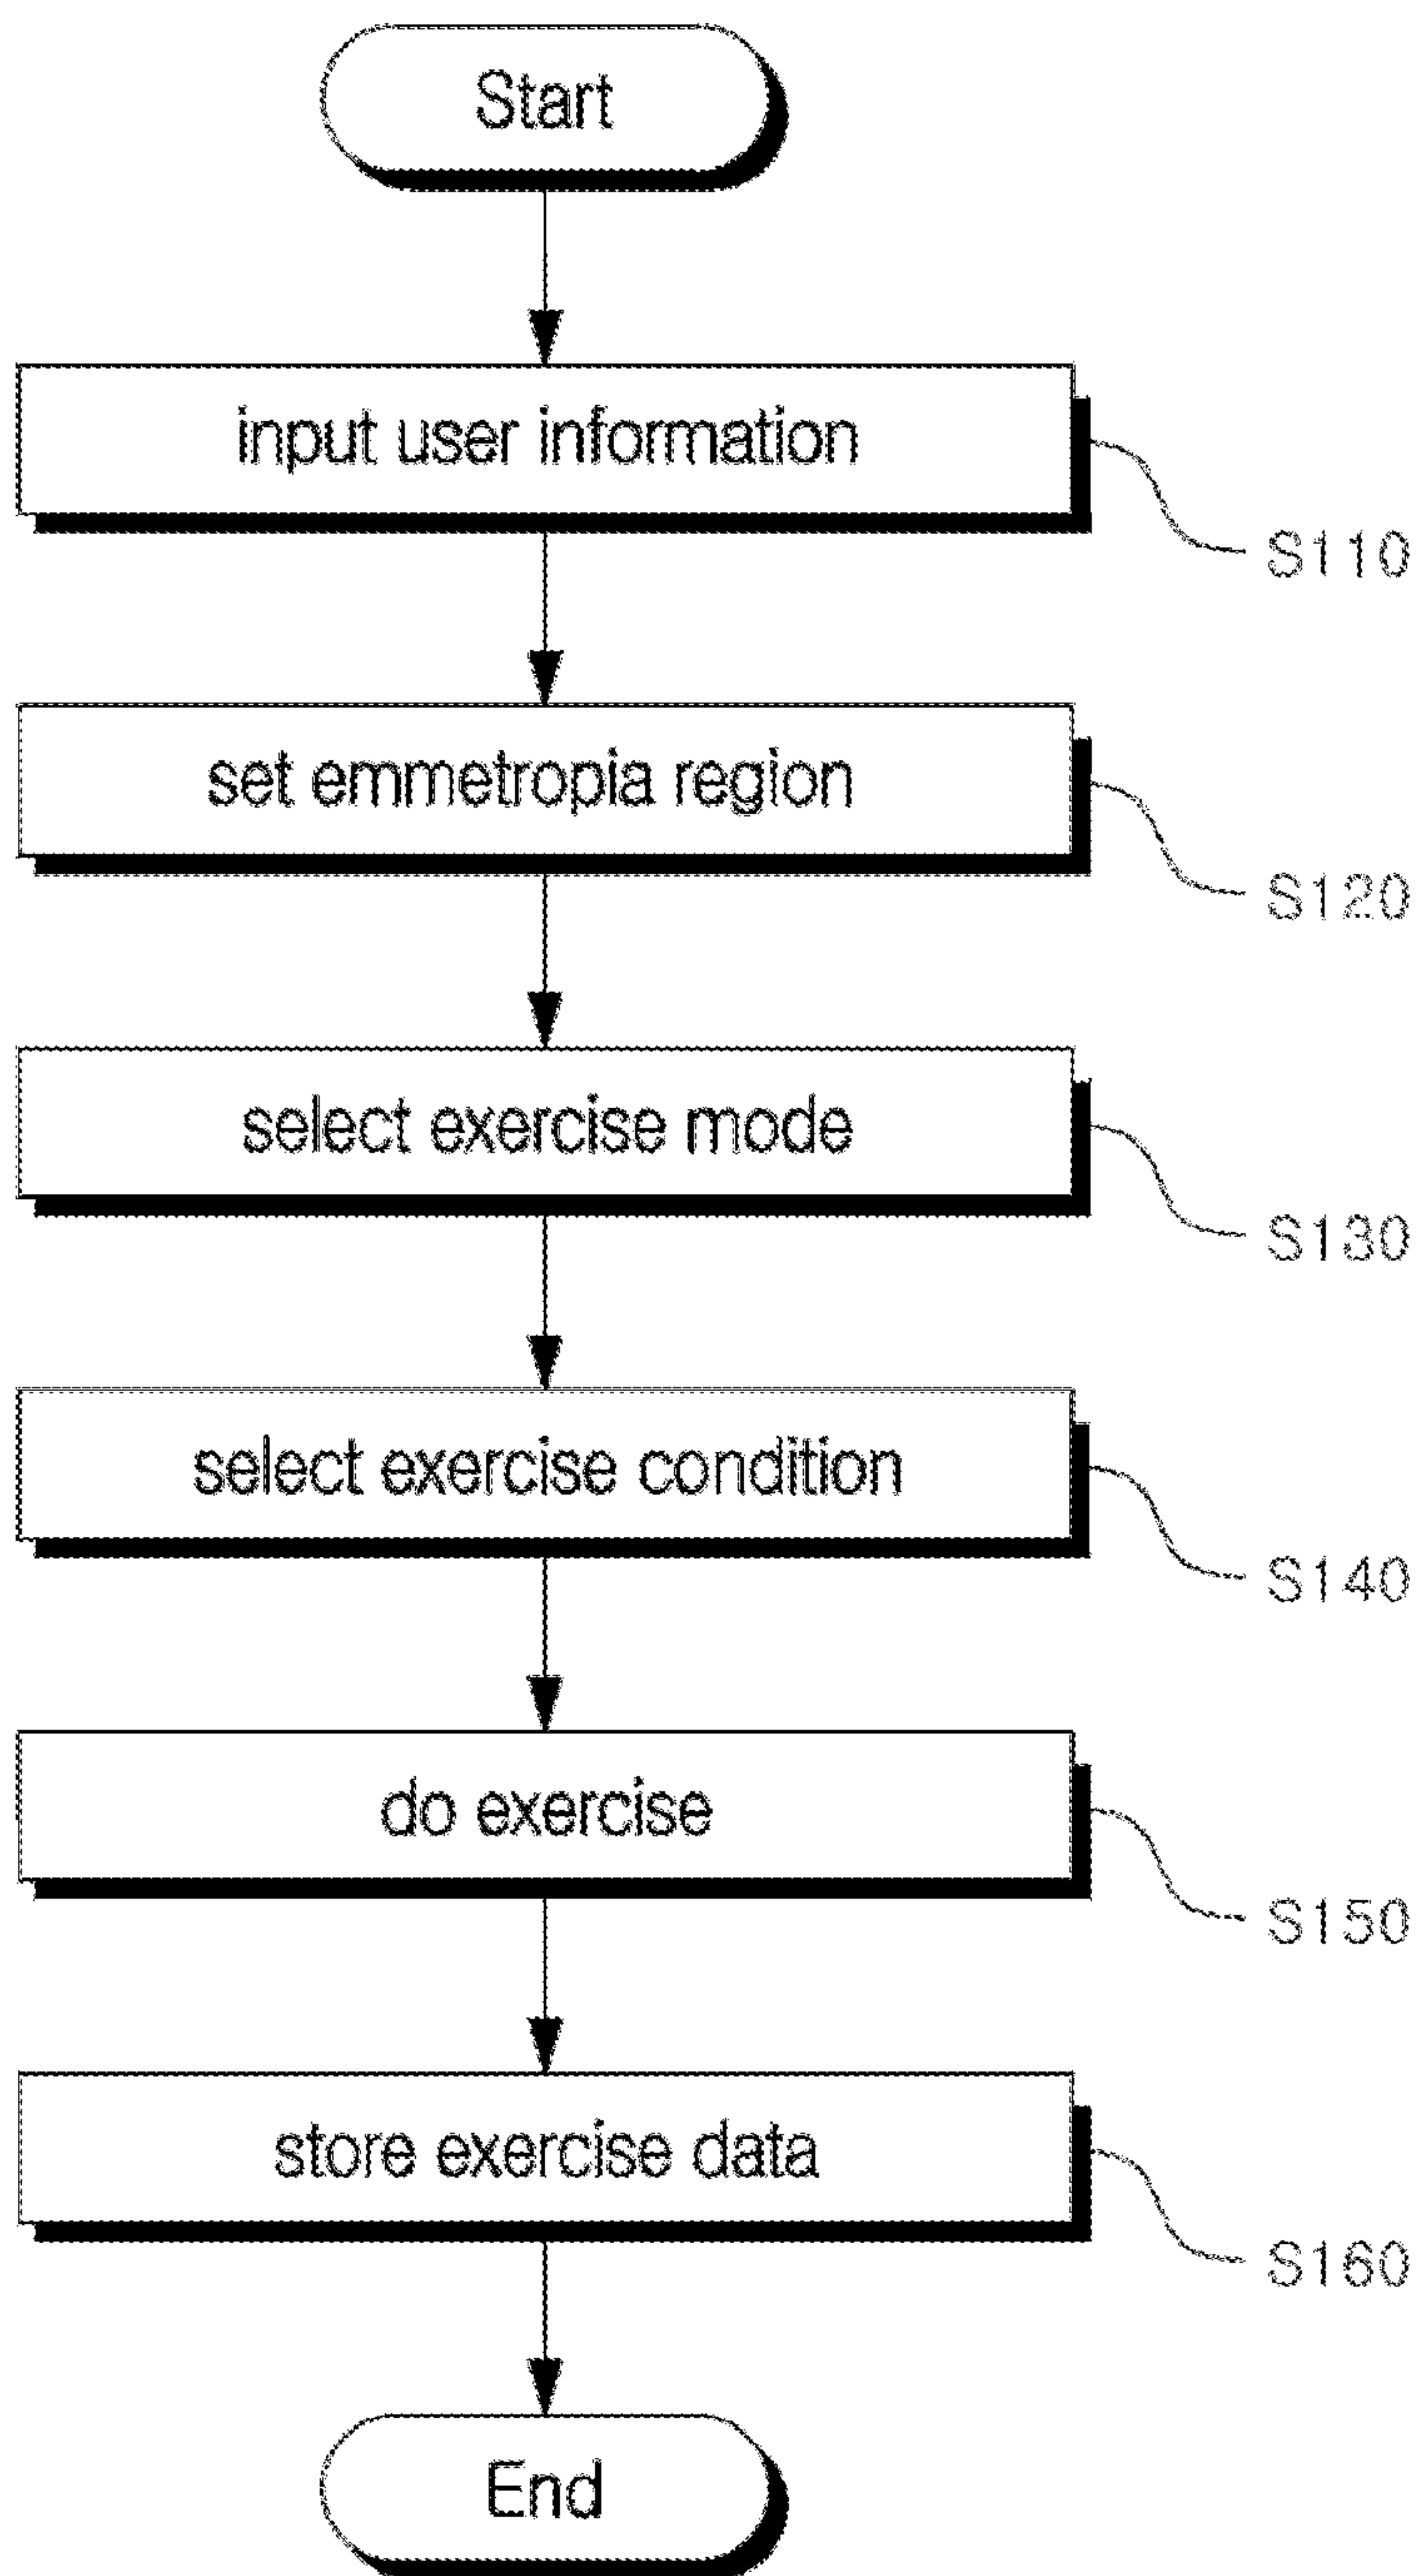 Start
input user information
S110
set emmetropia region
S120
select exercise mode
S130
select exercise condition
S140
do exercise
S150
store exercise data
S160
End